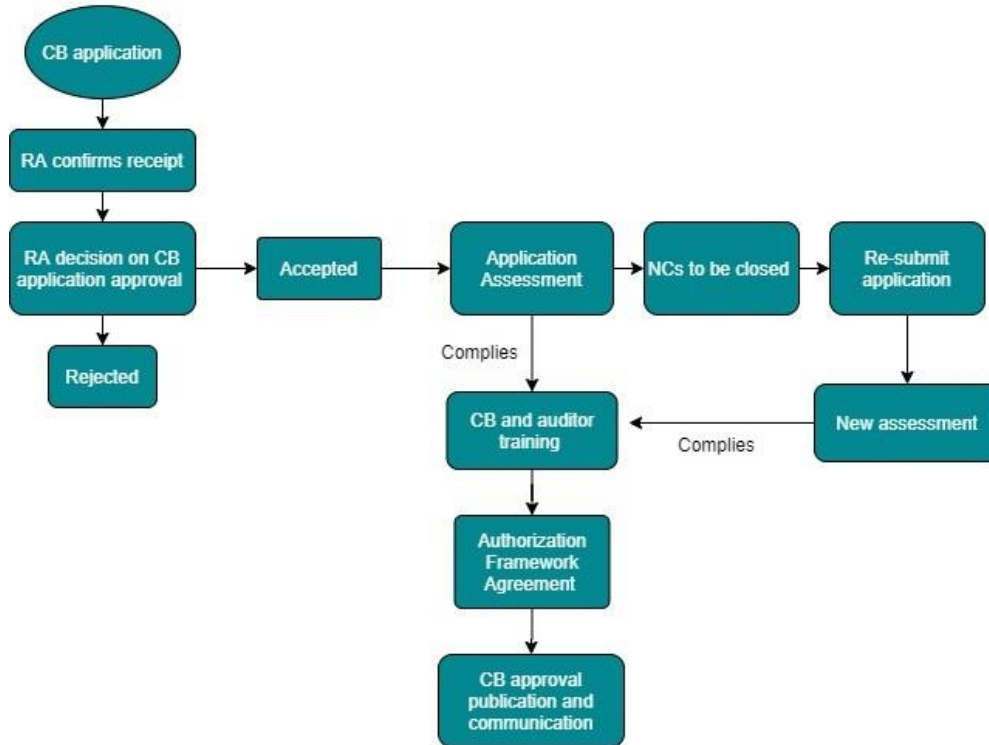 CB application
RA confirms receipt
RA decision on CB
application approval
Accepted
Application
Assessment
NCs to be closed
Re-submit
application
Rejected
Complies
CB and auditor
training
Complies
New assessment
Authorization
Framework
Agreement
CB approval
publication and
communication